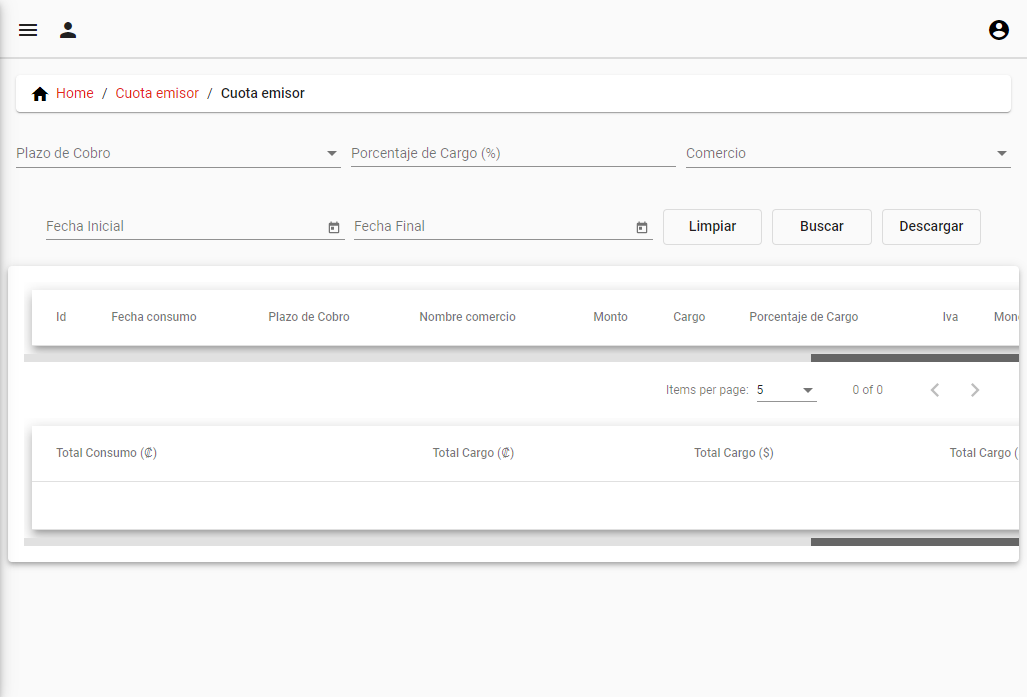 Home / Cuota emisor / Cuota emisor
Plazo de Cobro Porcentaje de Cargo (%) Comercio
Fecha Inicial Fecha Final Limpiar Buscar Descargar
Id Fecha consumo Plazo de Cobro Nombre comercio Monto Cargo Porcentaje de Cargo Iva Mon
Items per page: 5 0 of 0
Total Consumo (₡) Total Cargo (₡) Total Cargo ($) Total Cargo (